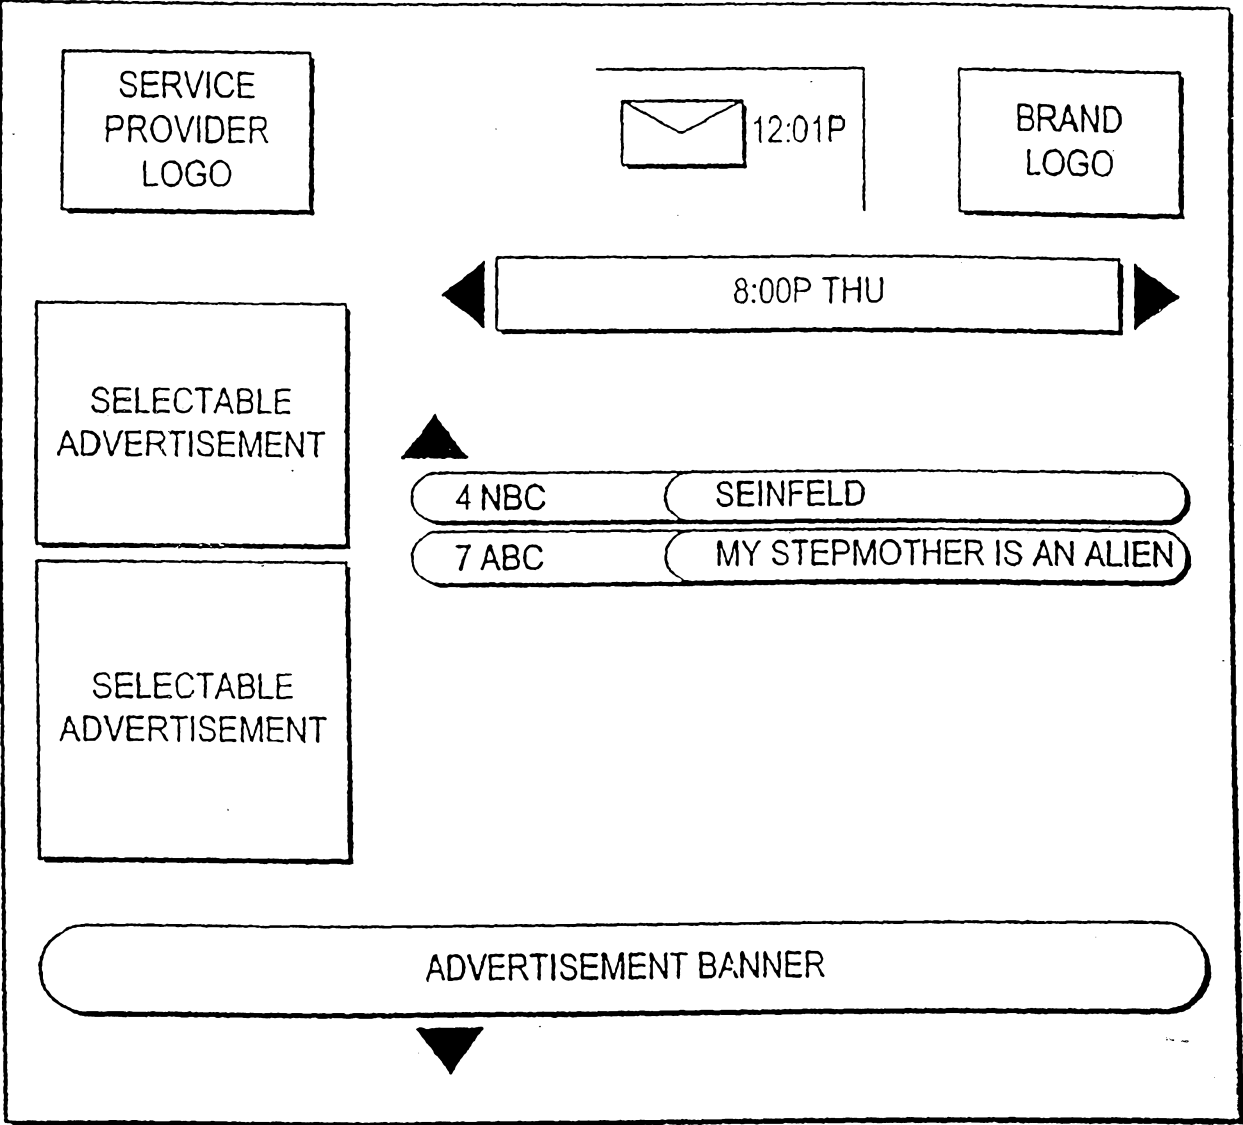 SERVICE
PROVIDER
LOGO
12:01P
BRAND
LOGO
8:00P THU
SELECTABLE
ADVERTISEMENT
4 NBC SEINFELD
7 ABC MY STEPMOTHER IS AN ALIEN
SELECTABLE
ADVERTISEMENT
ADVERTISEMENT BANNER